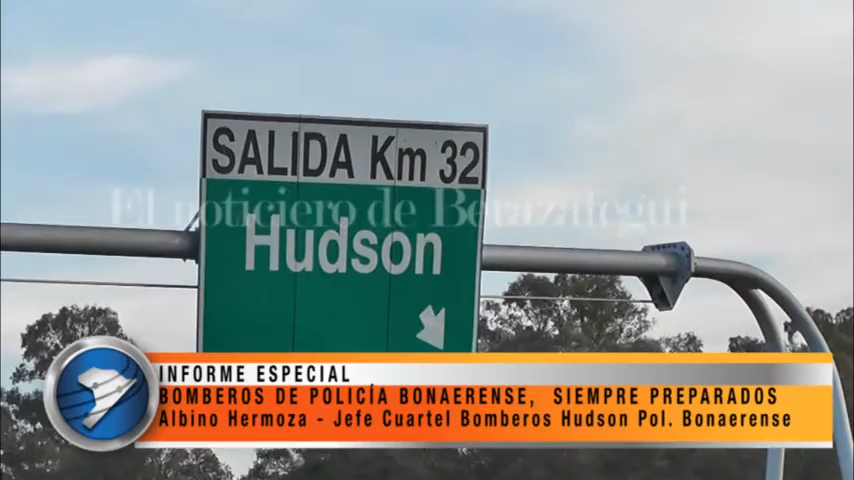 SALIDA Km 32
El noticiero de Berazategui
Hudson
INFORME ESPECIAL
BOMBEROS DE POLICÍA BONAERENSE, SIEMPRE PREPARADOS
Albino Hermoza - Jefe Cuartel Bomberos Hudson Pol. Bonaerense